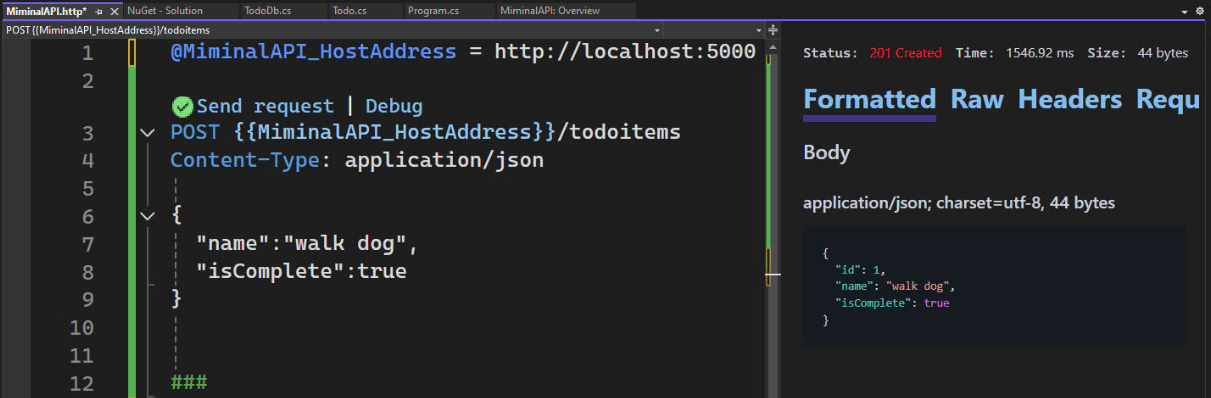 MiminalAPI.http* NuGet - Solution TodoDb.cs Todo.cs Program.cs MiminalAPI: Overview
POST{{MiminalAPI_HostAddress}}/todoitems
1 @MiminalAPI_HostAddress = http://localhost:5000
2
Send request | Debug
3 POST {{MiminalAPI_HostAddress}}/todoitems
4 Content-Type: application/json
5
6 {
7 "name":"walk dog",
8 "isComplete":true
9 }
10
11
12 ###
Status: 201 Created Time: 1546.92 ms Size: 44 bytes
Formatted Raw Headers Requ
Body
application/json; charset=utf-8, 44 bytes
{
"id": 1,
"name": "walk dog",
"isComplete": true
}